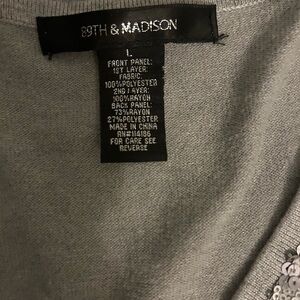 89TH & MADISON
L
FRONT PANEL:
1ST LAYER:
FABRIC:
100%POLYESTER
2ND LAYER:
100%RAYON
BACK PANEL:
73%RAYON
27%POLYESTER
MADE IN CHINA
RN#114186
FOR CARE SEE
REVERSE